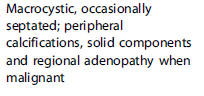 Macrocystic, occasionally
septated; peripheral
calcifications, solid components
and regional adenopathy when
malignant